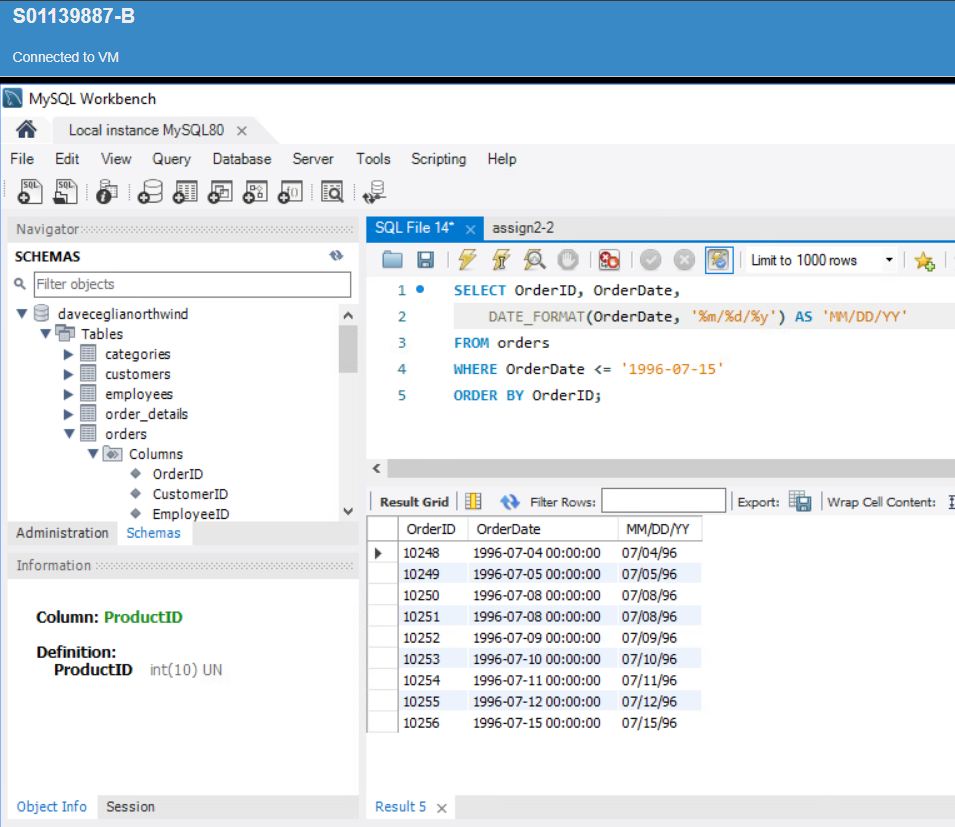 S01139887-B
Connected to VM
MySQL Workbench
Local instance MySQL80
File Edit View Query Database Server Tools Scripting Help
Navigator
SCHEMAS
Filter objects
daveceglianorthwind
Tables
categories
customers
employees
order_details
orders
Columns
OrderID
CustomerID
EmployeeID
Administration Schemas
Information
Column: ProductID
Definition:
ProductID int(10) UN
Object Info Session
SQL File 14* assign2-2
Limit to 1000 rows
1 SELECT OrderID, OrderDate,
2 DATE_FORMAT(OrderDate, '%m/%d/%y') AS 'MM/DD/YY'
3 FROM orders
4 WHERE OrderDate <= '1996-07-15'
5 ORDER BY OrderID;
Result Grid Filter Rows: Export: Wrap Cell Content:
OrderID OrderDate MM/DD/YY
10248 1996-07-04 00:00:00 07/04/96
10249 1996-07-05 00:00:00 07/05/96
10250 1996-07-08 00:00:00 07/08/96
10251 1996-07-08 00:00:00 07/08/96
10252 1996-07-09 00:00:00 07/09/96
10253 1996-07-10 00:00:00 07/10/96
10254 1996-07-11 00:00:00 07/11/96
10255 1996-07-12 00:00:00 07/12/96
10256 1996-07-15 00:00:00 07/15/96
Result 5